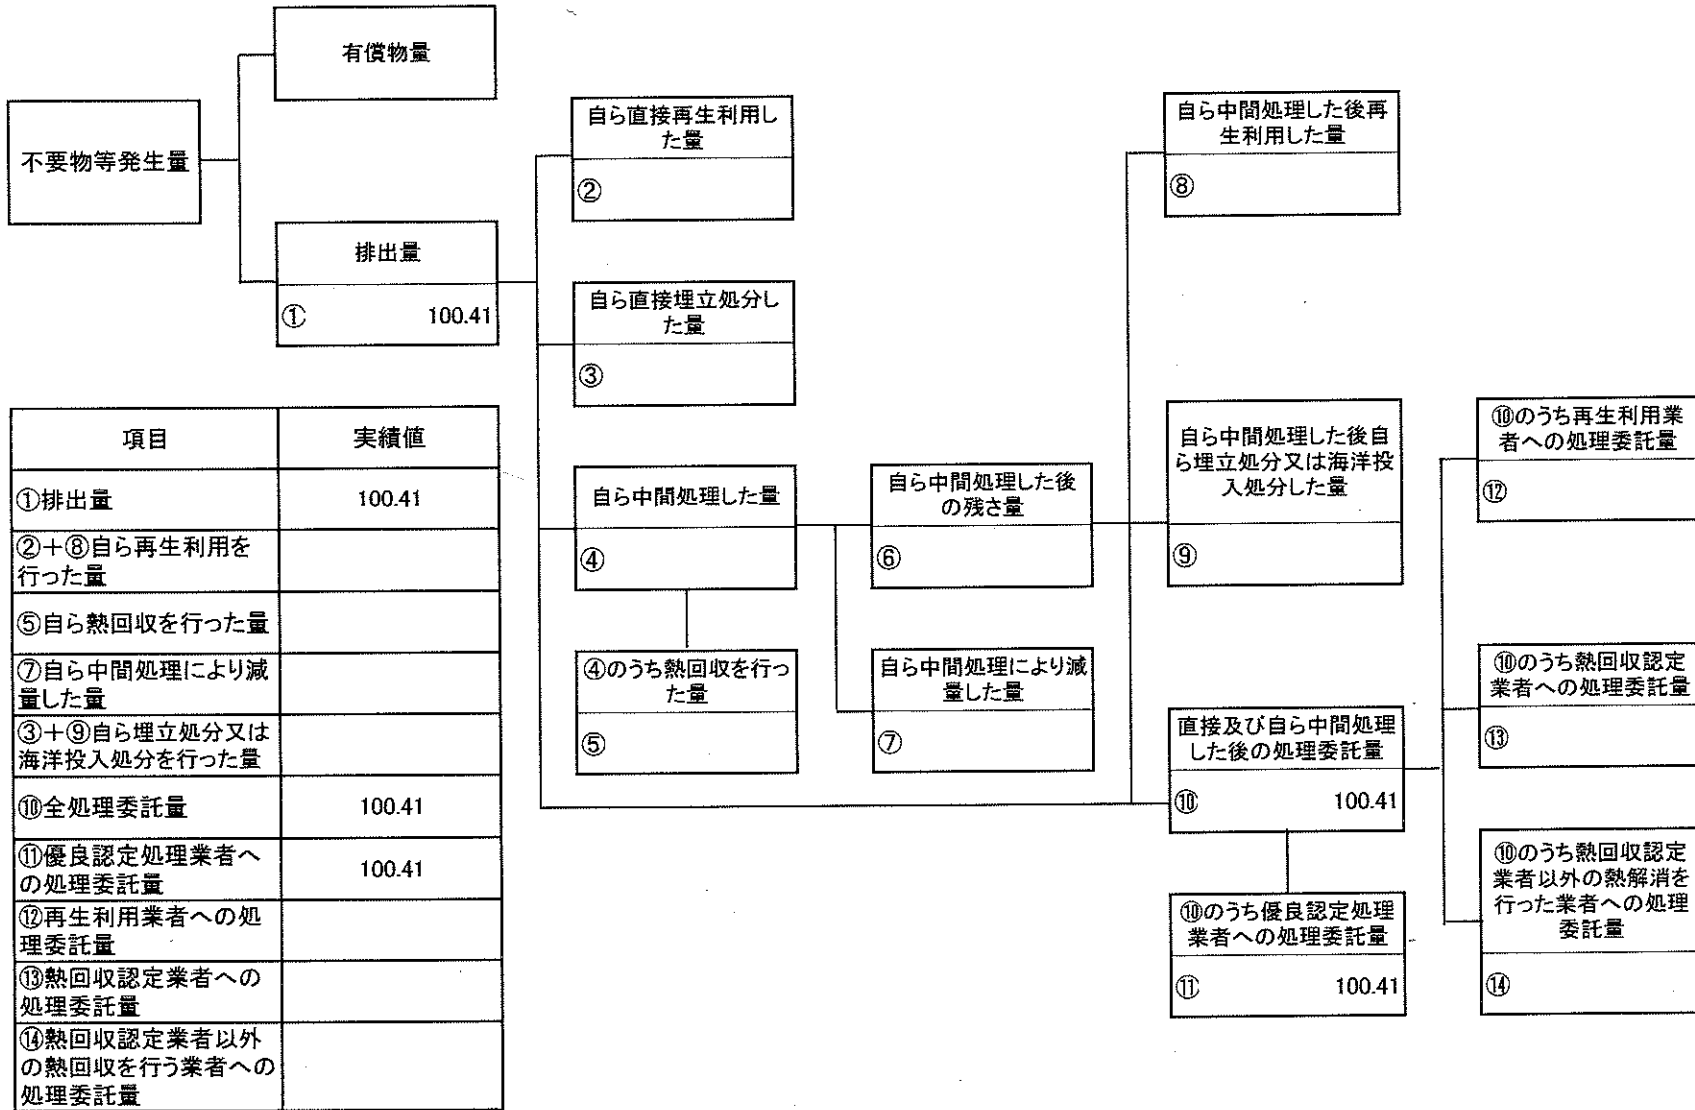 有償物量
不要物等発生量
排出量
① 100.41
自ら直接再生利用し
た量
②
自ら直接埋立処分し
た量
③
自ら中間処理した量
④
④のうち熱回収を行っ
た量
⑤
自ら中間処理した後
の残さ量
⑥
自ら中間処理により減
量した量
⑦
自ら中間処理した後再
生利用した量
⑧
自ら中間処理した後自
ら埋立処分又は海洋投
入処分した量
⑨
直接及び自ら中間処理
した後の処理委託量
⑩ 100.41
⑩のうち優良認定処理
業者への処理委託量
⑪ 100.41
⑩のうち再生利用業
者への処理委託量
⑫
⑩のうち熱回収認定
業者への処理委託量
⑬
⑩のうち熱回収認定
業者以外の熱解消を
行った業者への処理
委託量
⑭
項目 実績値
①排出量 100.41
②＋⑧自ら再生利用を
行った量
⑤自ら熱回収を行った量
⑦自ら中間処理により減
量した量
③＋⑨自ら埋立処分又は
海洋投入処分を行った量
⑩全処理委託量 100.41
⑪優良認定処理業者へ
の処理委託量 100.41
⑫再生利用業者への処
理委託量
⑬熱回収認定業者への
処理委託量
⑭熱回収認定業者以外
の熱回収を行う業者への
処理委託量